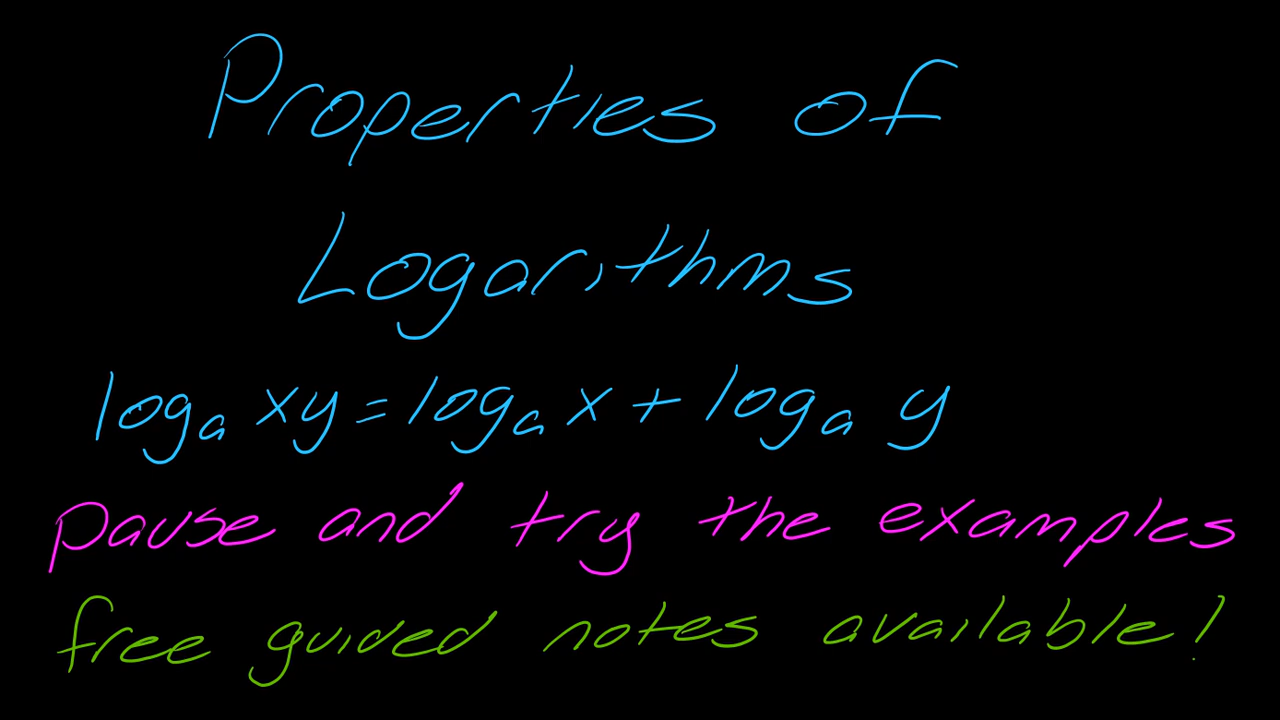 Properties of
Logarithms
logₐ xy = logₐ x + logₐ y
pause and try the examples
free guided notes available!